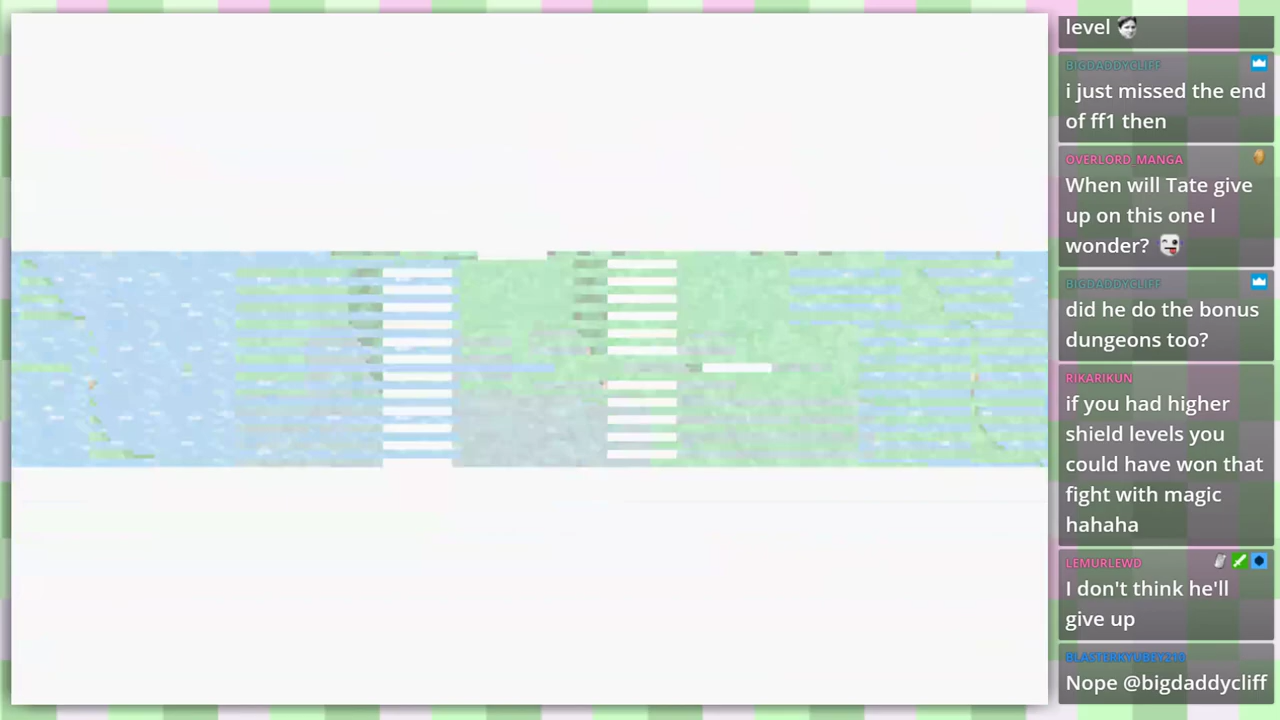 level
BIGDADDYCLIFF
i just missed the end
of ff1 then
OVERLORD_MANGA
When will Tate give
up on this one I
wonder?
BIGDADDYCLIFF
did he do the bonus
dungeons too?
RIKARIKUN
if you had higher
shield levels you
could have won that
fight with magic
hahaha
LEMURLEWD
I don't think he'll
give up
Nope @bigdaddycliff